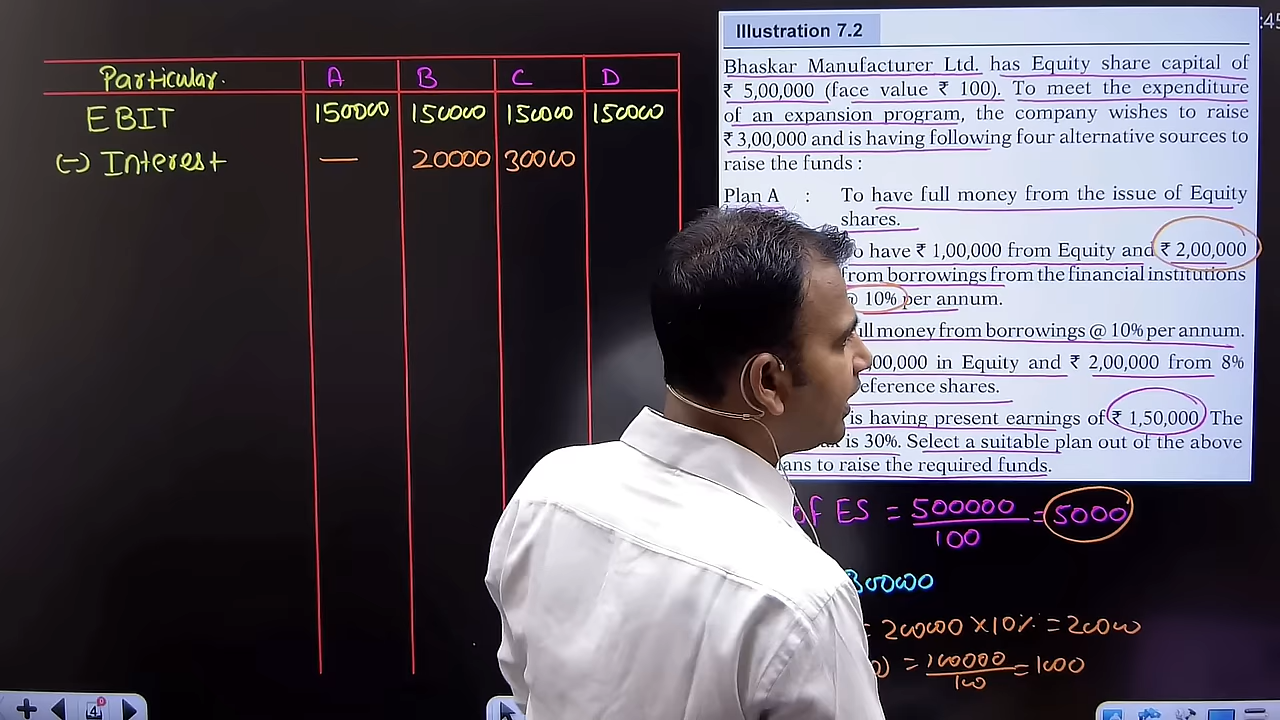 Particular. A B C D
EBIT 150000 150000 150000 150000
(-) Interest — 20000 30000
:45
Illustration 7.2
Bhaskar Manufacturer Ltd. has Equity share capital of
₹ 5,00,000 (face value ₹ 100). To meet the expenditure
of an expansion program, the company wishes to raise
₹ 3,00,000 and is having following four alternative sources to
raise the funds :
Plan A : To have full money from the issue of Equity
shares.
o have ₹ 1,00,000 from Equity and ₹ 2,00,000
from borrowings from the financial institutions
@ 10% per annum.
ull money from borrowings @ 10% per annum.
,00,000 in Equity and ₹ 2,00,000 from 8%
eference shares.
is having present earnings of ₹ 1,50,000 The
is 30%. Select a suitable plan out of the above
ans to raise the required funds.
of ES = 500000/100 = 5000
300000
= 200000 × 10% = 20000
= 100000/100 = 1000
4